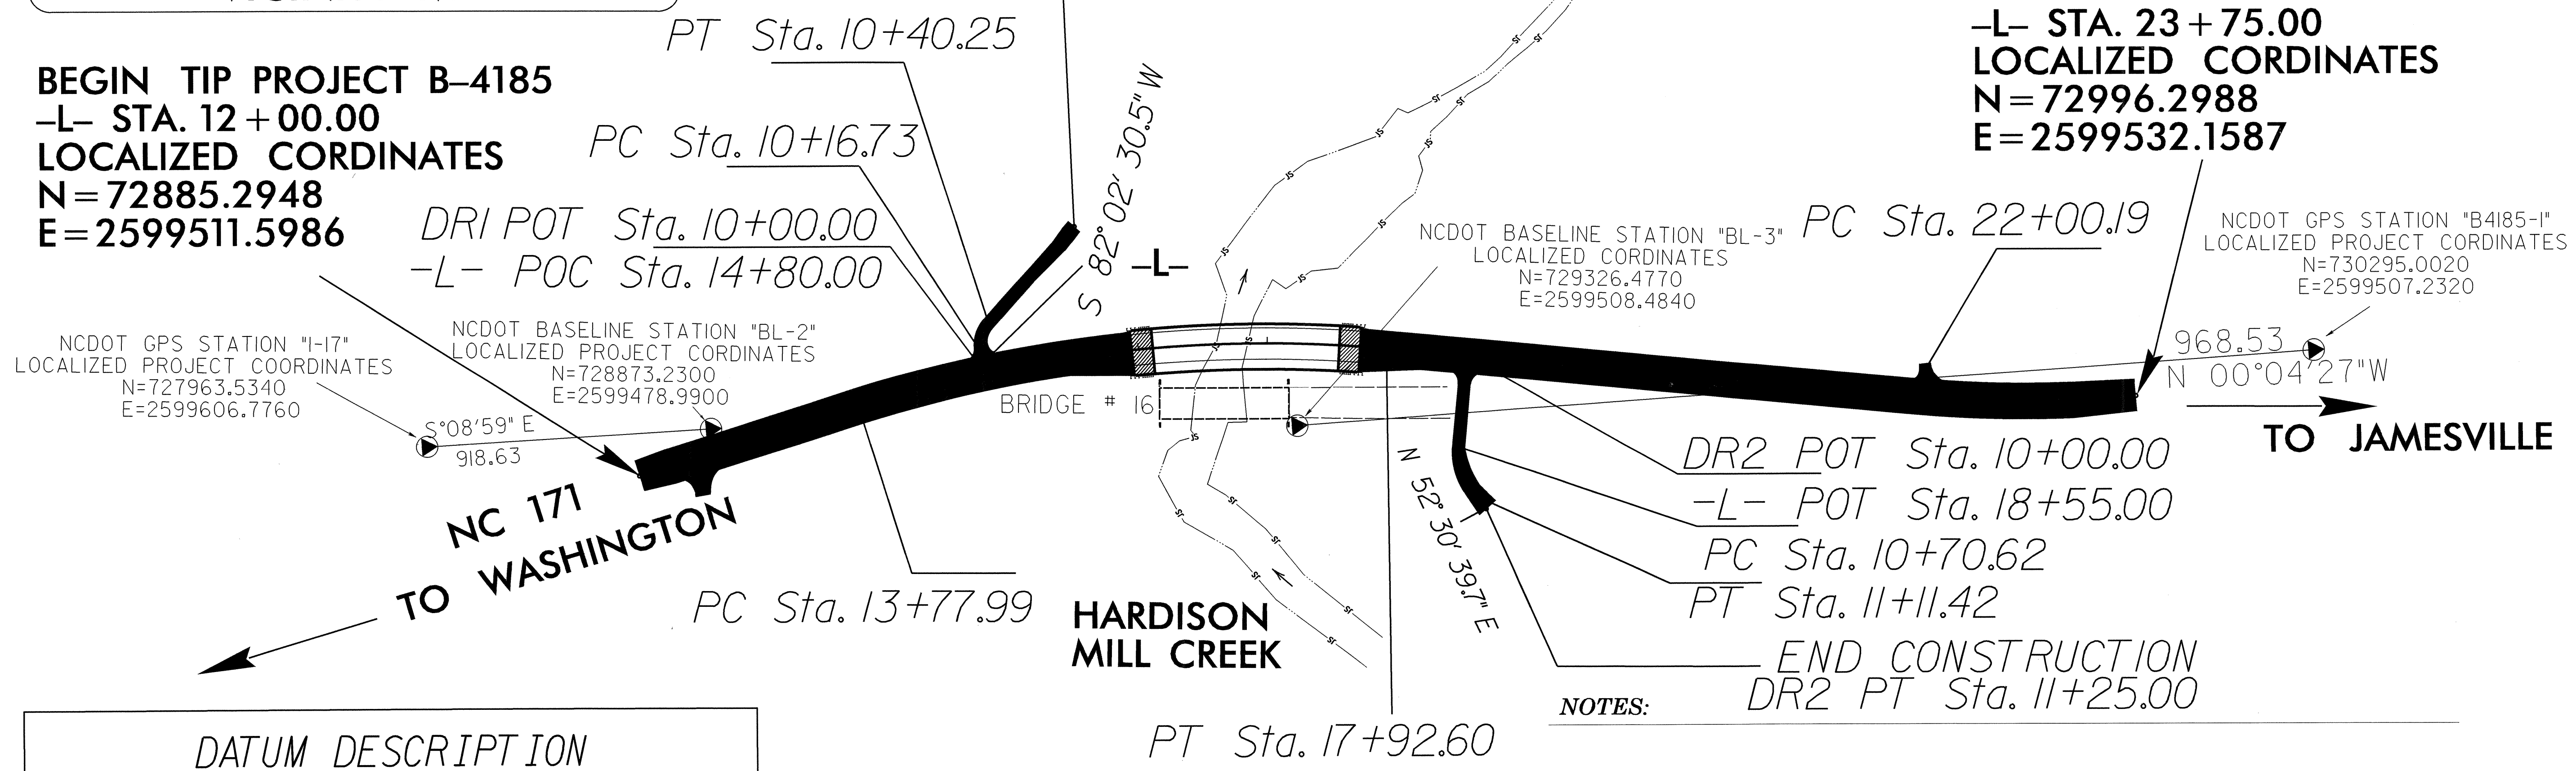 PT Sta. 10+40.25
BEGIN TIP PROJECT B–4185
–L– STA. 12+00.00
LOCALIZED CORDINATES
N=72885.2948
E=2599511.5986
PC Sta. 10+16.73
DR1 POT Sta. 10+00.00
-L- POC Sta. 14+80.00
S 82° 02' 30.5" W
–L–
–L– STA. 23+75.00
LOCALIZED CORDINATES
N=72996.2988
E=2599532.1587
NCDOT GPS STATION "1-17"
LOCALIZED PROJECT COORDINATES
N=727963.5340
E=2599606.7760
NCDOT BASELINE STATION "BL-2"
LOCALIZED PROJECT CORDINATES
N=728873.2300
E=2599478.9900
NCDOT BASELINE STATION "BL-3"
LOCALIZED CORDINATES
N=729326.4770
E=2599508.4840
PC Sta. 22+00.19
NCDOT GPS STATION "B4185-1"
LOCALIZED PROJECT CORDINATES
N=730295.0020
E=2599507.2320
S°08'59" E
918.63
968.53
N 00°04'27"W
TO JAMESVILLE
BRIDGE # 16
NC 171
TO WASHINGTON
PC Sta. 13+77.99
HARDISON
MILL CREEK
N 52° 30' 39.7" E
DR2 POT Sta. 10+00.00
-L- POT Sta. 18+55.00
PC Sta. 10+70.62
PT Sta. 11+11.42
END CONSTRUCTION
DR2 PT Sta. 11+25.00
NOTES:
PT Sta. 17+92.60
DATUM DESCRIPTION